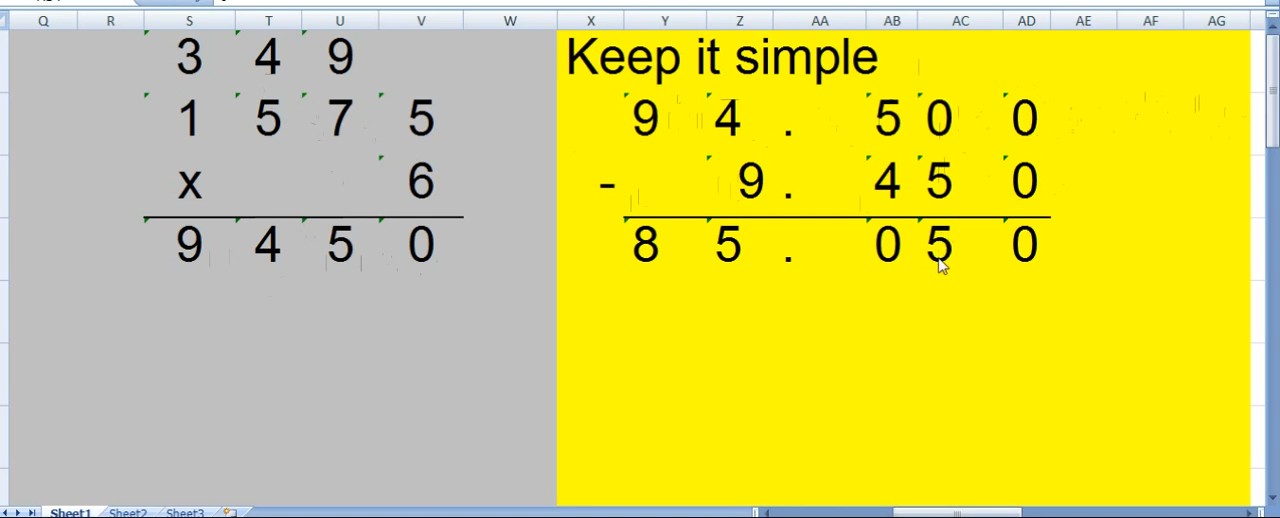 Q R S T U V W X Y Z AA AB AC AD AE AF AG
3 4 9
1 5 7 5
x 6
9 4 5 0
Keep it simple
9 4 . 5 0 0
- 9 . 4 5 0
8 5 . 0 5 0
Sheet1 Sheet2 Sheet3